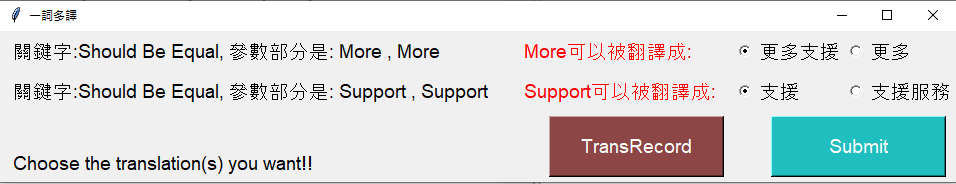 一詞多譯
關鍵字:Should Be Equal, 參數部分是: More , More More可以被翻譯成: 更多支援 更多
關鍵字:Should Be Equal, 參數部分是: Support , Support Support可以被翻譯成: 支援 支援服務
TransRecord Submit
Choose the translation(s) you want!!